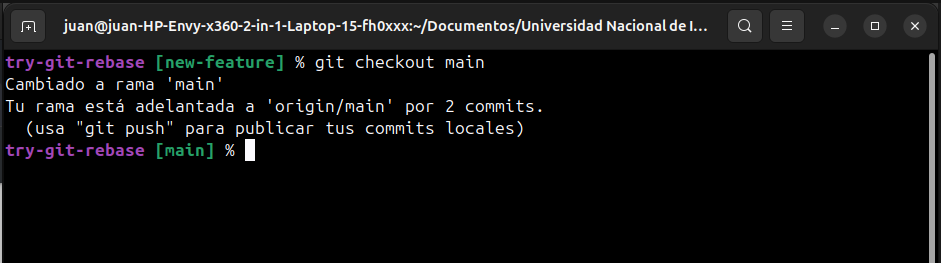 juan@juan-HP-Envy-x360-2-in-1-Laptop-15-fh0xxx:~/Documentos/Universidad Nacional de I...
try-git-rebase [new-feature] % git checkout main
Cambiado a rama 'main'
Tu rama está adelantada a 'origin/main' por 2 commits.
  (usa "git push" para publicar tus commits locales)
try-git-rebase [main] %